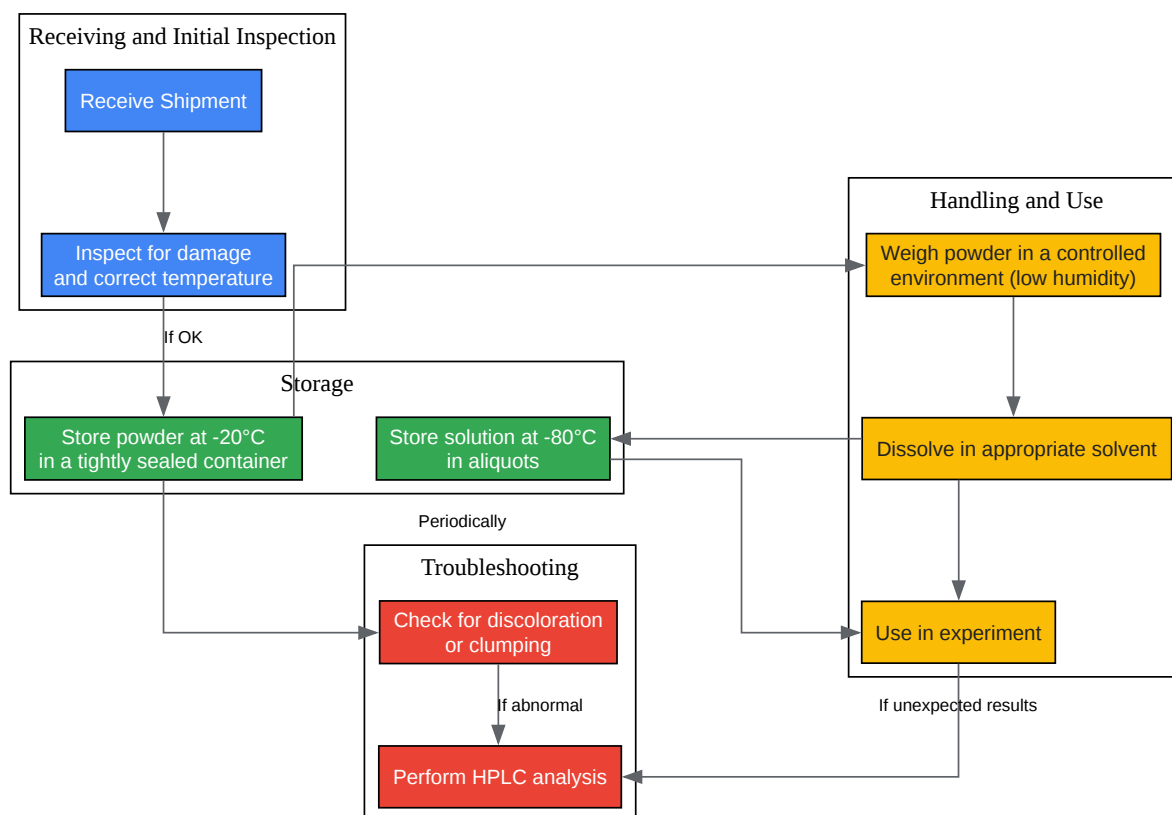 Receiving and Initial Inspection
Receive Shipment
Inspect for damage
and correct temperature
If OK
Storage
Store powder at -20°C
in a tightly sealed container
Store solution at -80°C
in aliquots
Periodically
Troubleshooting
Check for discoloration
or clumping
If abnormal
Perform HPLC analysis
Handling and Use
Weigh powder in a controlled
environment (low humidity)
Dissolve in appropriate solvent
Use in experiment
If unexpected results